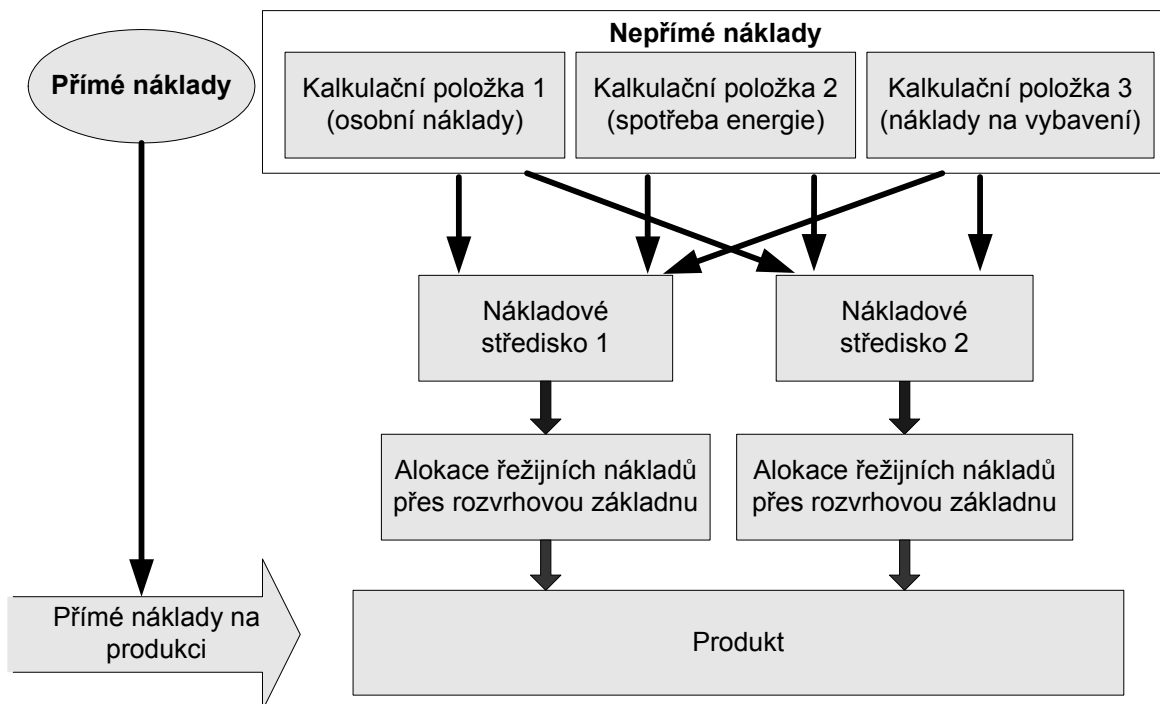 Přímé náklady
Nepřímé náklady
Kalkulační položka 1
(osobní náklady)
Kalkulační položka 2
(spotřeba energie)
Kalkulační položka 3
(náklady na vybavení)
Nákladové
středisko 1
Nákladové
středisko 2
Alokace řežijních nákladů
přes rozvrhovou základnu
Alokace řežijních nákladů
přes rozvrhovou základnu
Přímé náklady na
produkci
Produkt